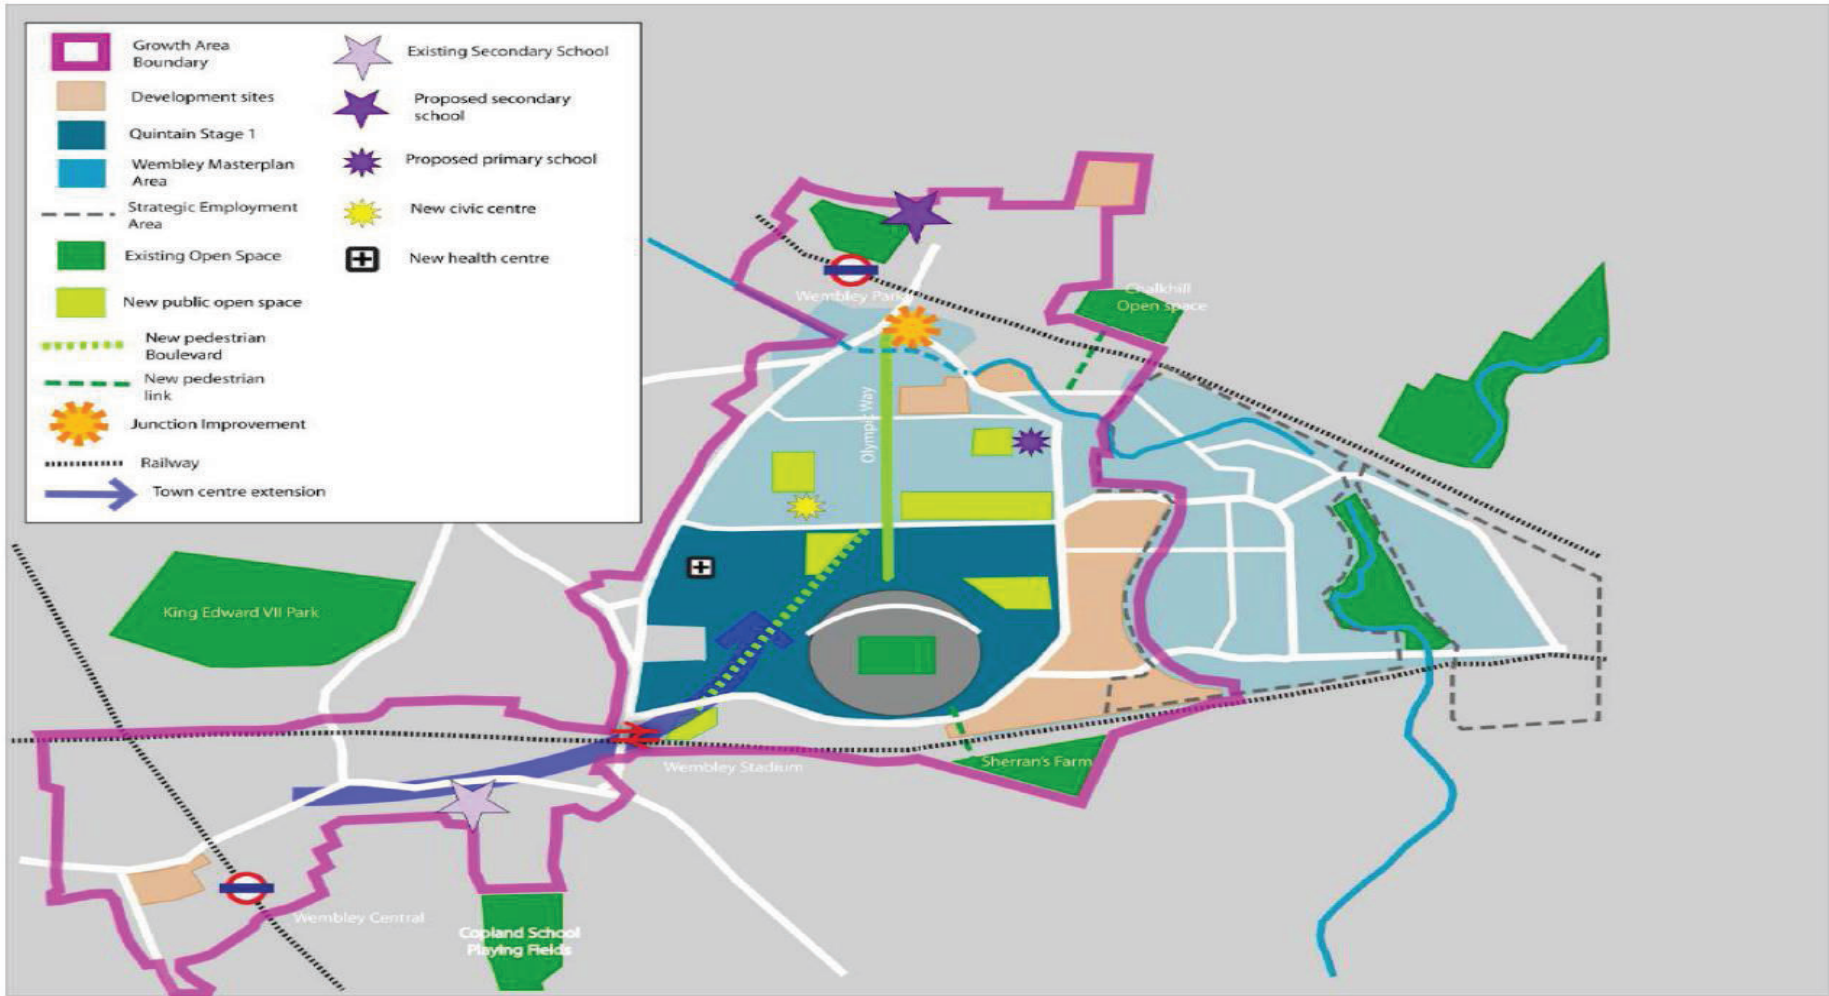 Growth Area
Boundary
Development sites
Quintain Stage 1
Wembley Masterplan
Area
Strategic Employment
Area
Existing Open Space
New public open space
New pedestrian
Boulevard
New pedestrian
link
Junction Improvement
Railway
Town centre extension
Existing Secondary School
Proposed secondary
school
Proposed primary school
New civic centre
New health centre
Wembley Park
Chalkhill
Open space
Olympic Way
King Edward VII Park
Wembley Stadium
Sherran's Farm
Wembley Central
Copland School
Playing Fields